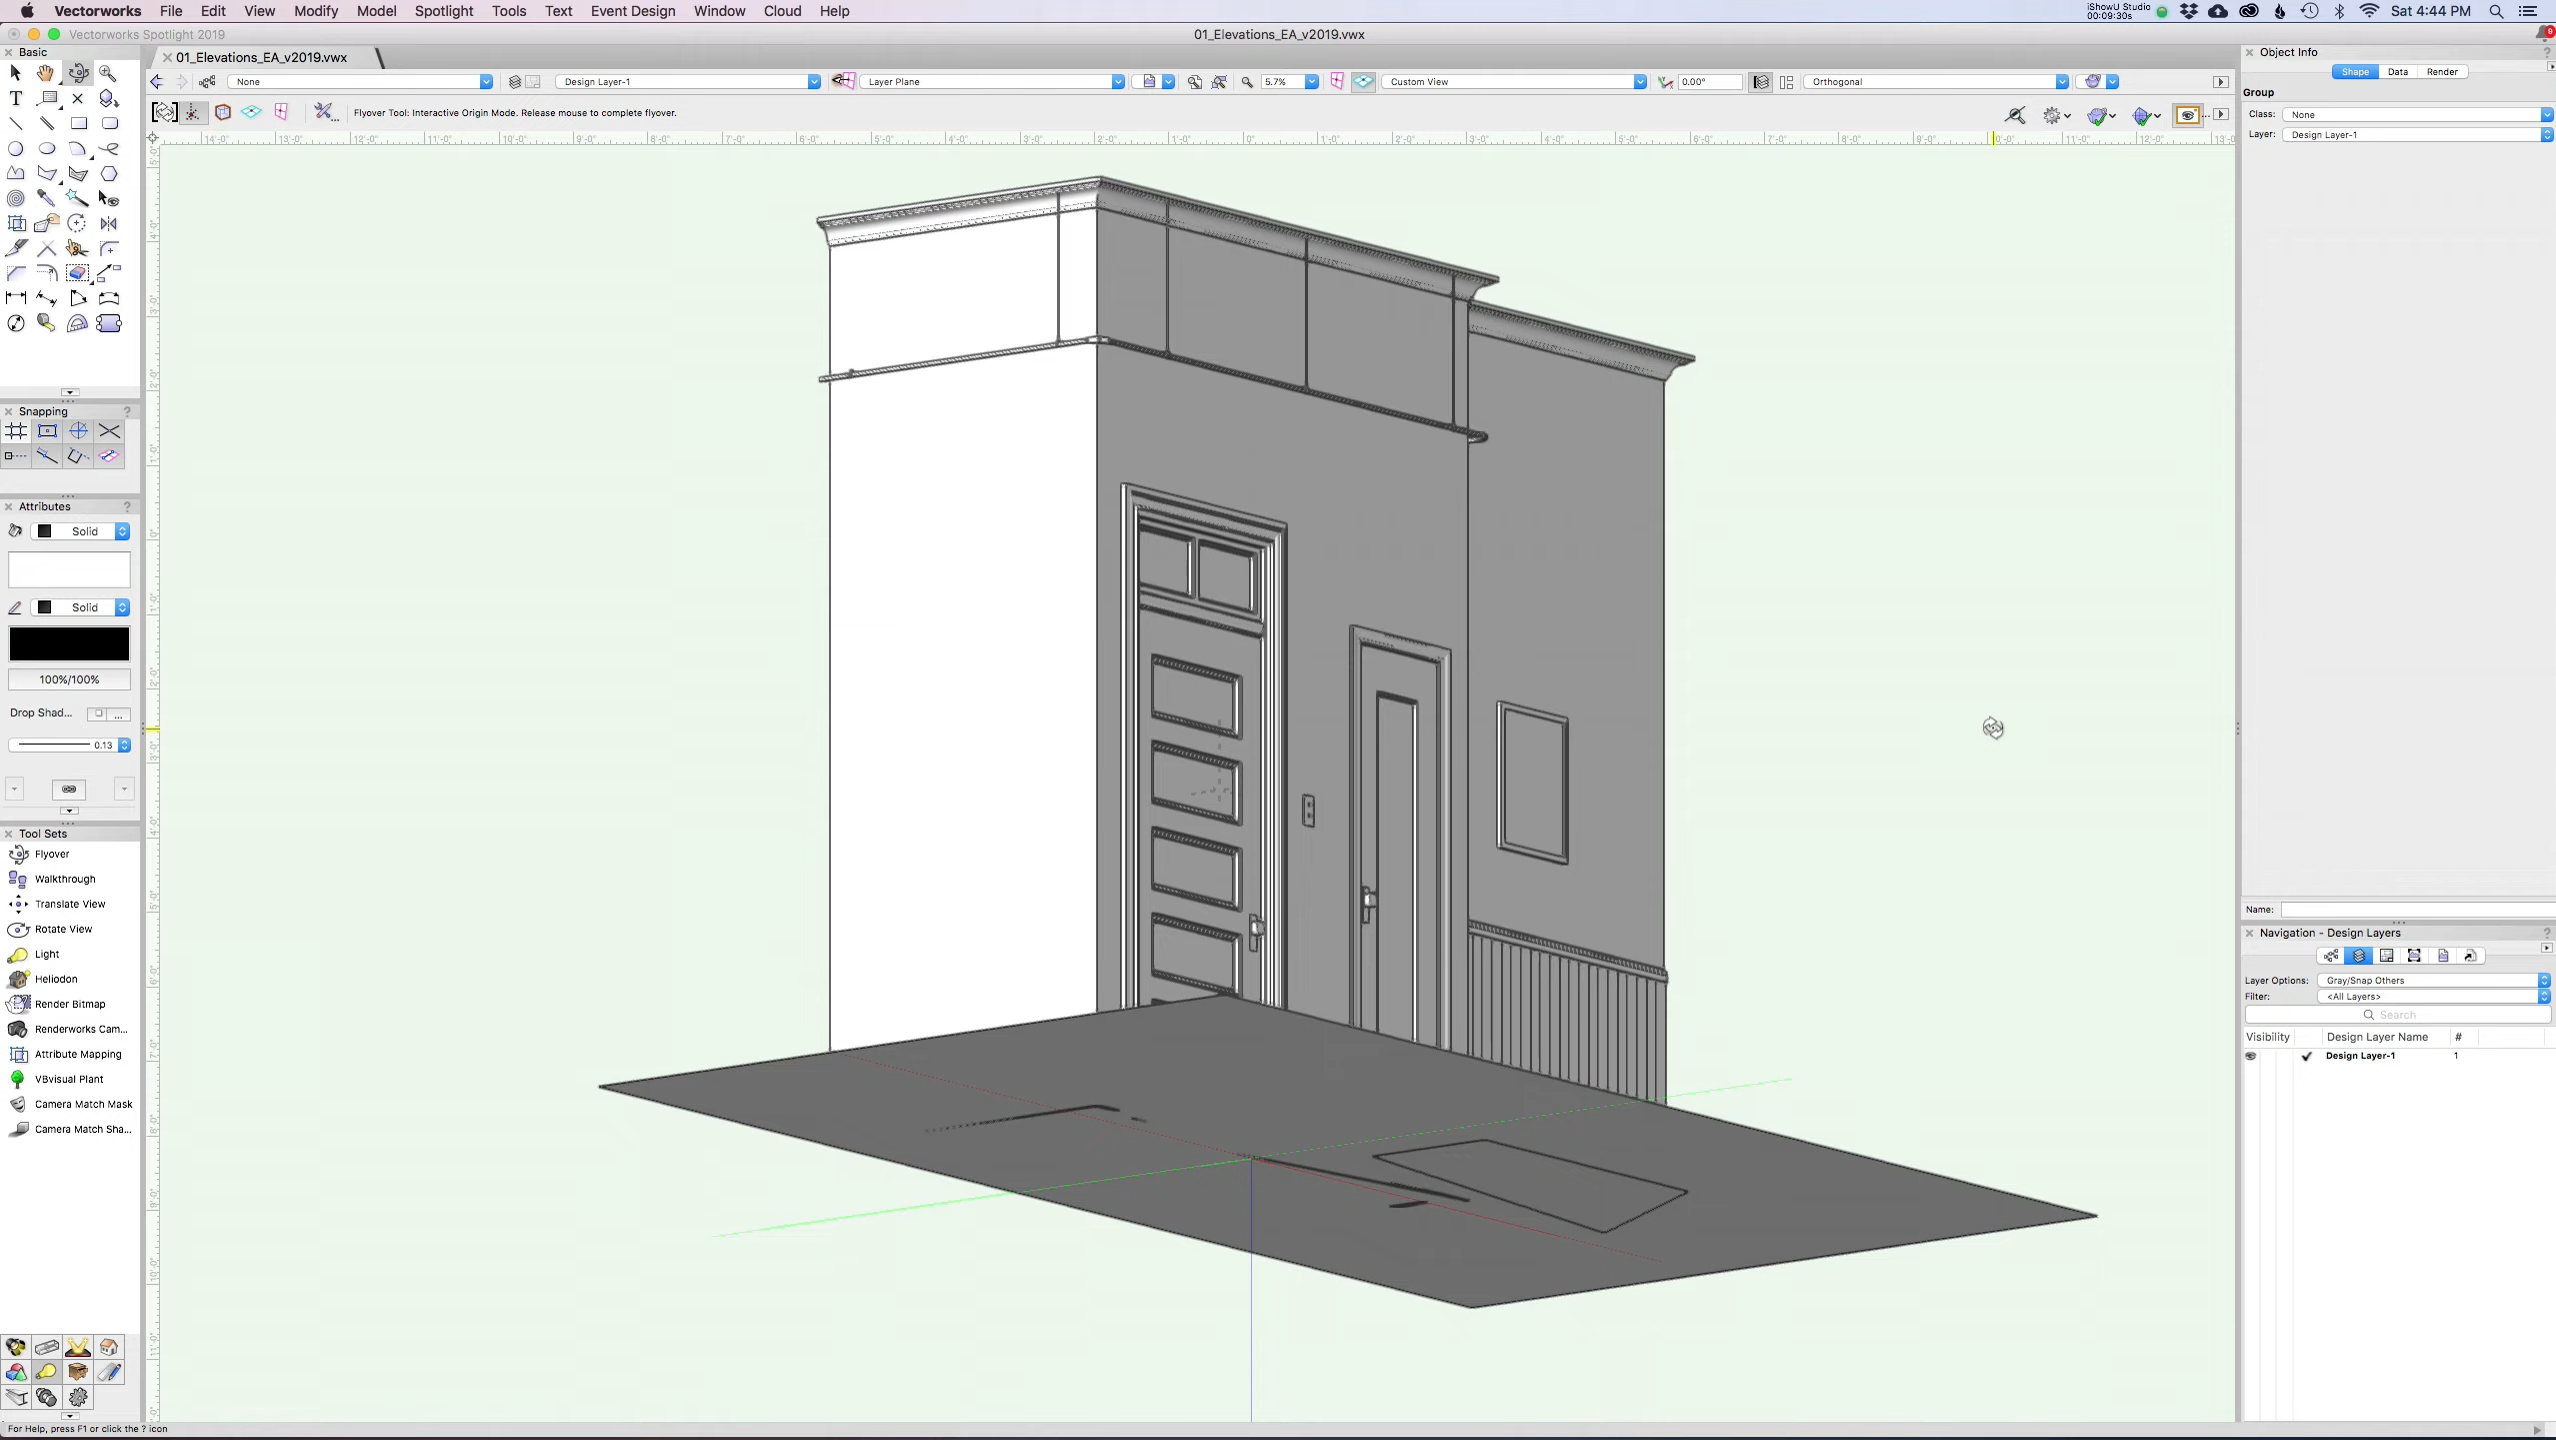 Vectorworks File Edit View Modify Model Spotlight Tools Text Event Design Window Cloud Help
iShowU Studio
00:09:30s
Sat 4:44 PM
Vectorworks Spotlight 2019
01_Elevations_EA_v2019.vwx
Basic
01_Elevations_EA_v2019.vwx
None
Design Layer-1
Layer Plane
5.7%
Custom View
0.00°
Orthogonal
Flyover Tool: Interactive Origin Mode. Release mouse to complete flyover.
Snapping
Attributes
Solid
Solid
100%/100%
Drop Shad...
0.13
Tool Sets
Flyover
Walkthrough
Translate View
Rotate View
Light
Heliodon
Render Bitmap
Renderworks Cam...
Attribute Mapping
VBvisual Plant
Camera Match Mask
Camera Match Sha...
For Help, press F1 or click the ? icon
Object Info
Shape Data Render
Group
Class: None
Layer: Design Layer-1
Name:
Navigation - Design Layers
Layer Options: Gray/Snap Others
Filter: <All Layers>
Search
Visibility Design Layer Name #
Design Layer-1 1